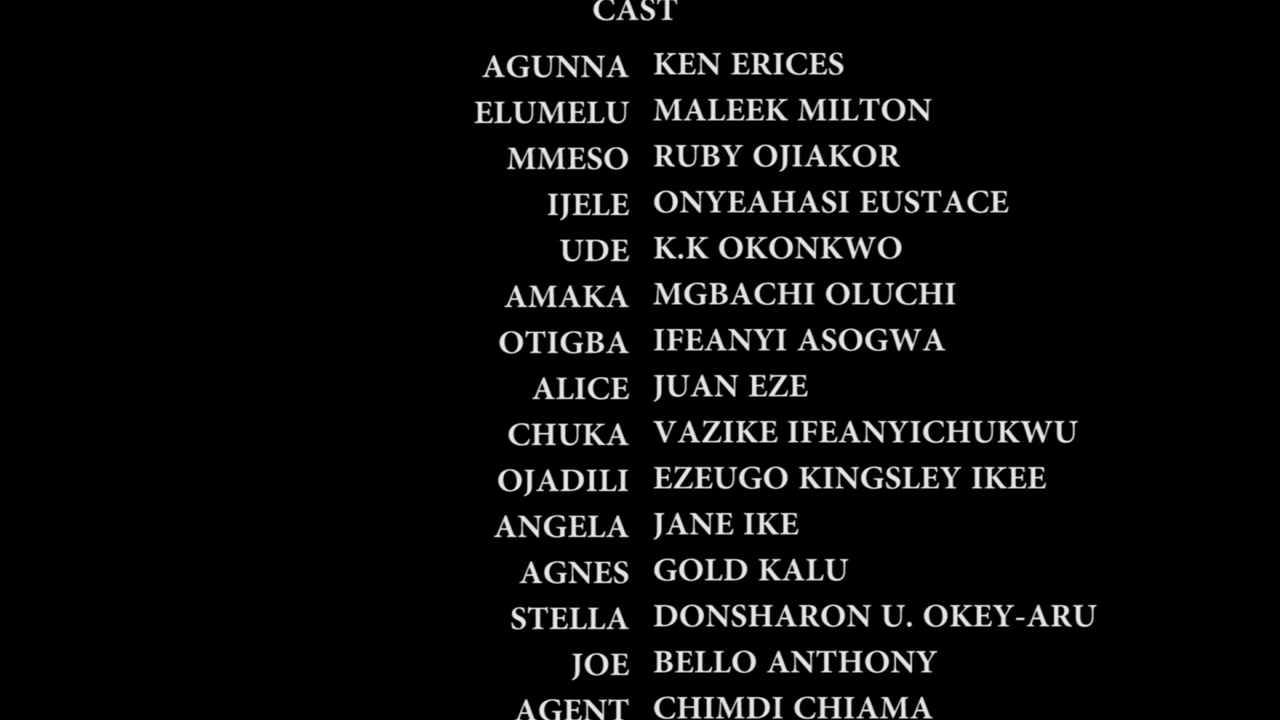 CAST
AGUNNA KEN ERICES
ELUMELU MALEEK MILTON
MMESO RUBY OJIAKOR
IJELE ONYEAHASI EUSTACE
UDE K.K OKONKWO
AMAKA MGBACHI OLUCHI
OTIGBA IFEANYI ASOGWA
ALICE JUAN EZE
CHUKA VAZIKE IFEANYICHUKWU
OJADILI EZEUGO KINGSLEY IKEE
ANGELA JANE IKE
AGNES GOLD KALU
STELLA DONSHARON U. OKEY-ARU
JOE BELLO ANTHONY
AGENT CHIMDI CHIAMA